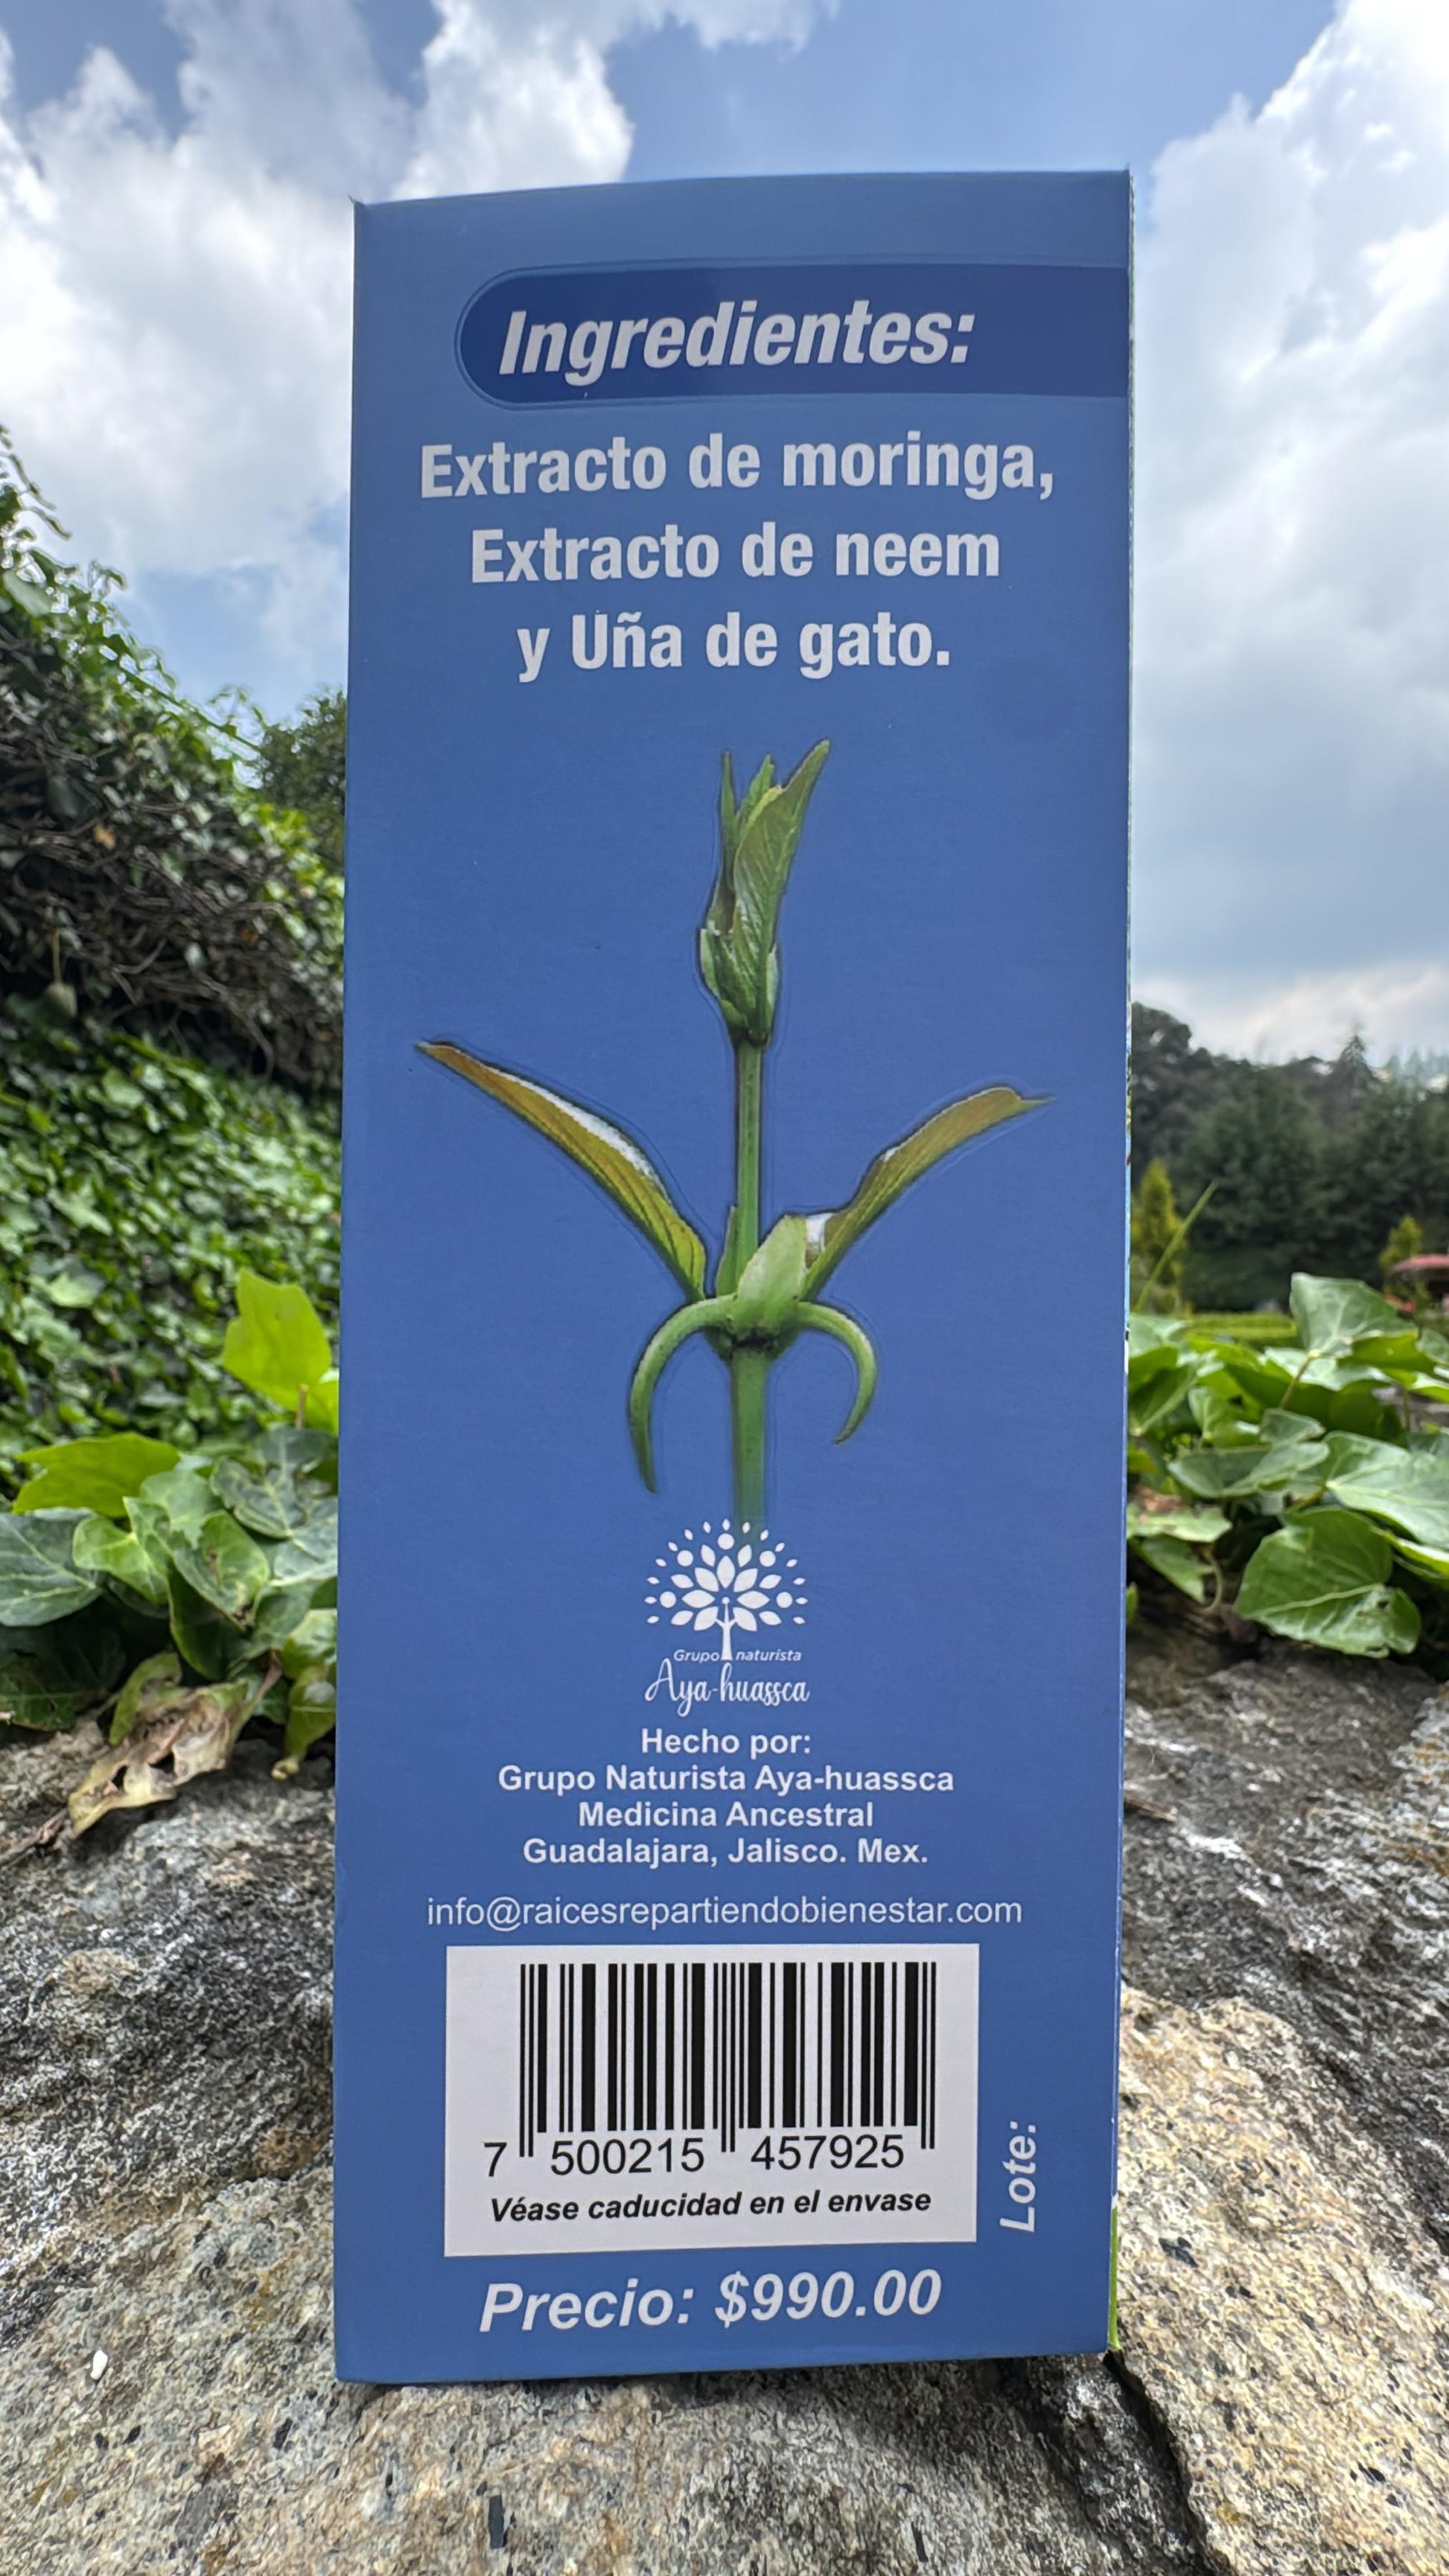 Ingredientes:
Extracto de moringa,
Extracto de neem
y Uña de gato.
Grupo naturista
Aya-huassca
Hecho por:
Grupo Naturista Aya-huassca
Medicina Ancestral
Guadalajara, Jalisco. Mex.
info@raicesrepartiendobienestar.com
7 500215 457925
Véase caducidad en el envase
Lote:
Precio: $990.00